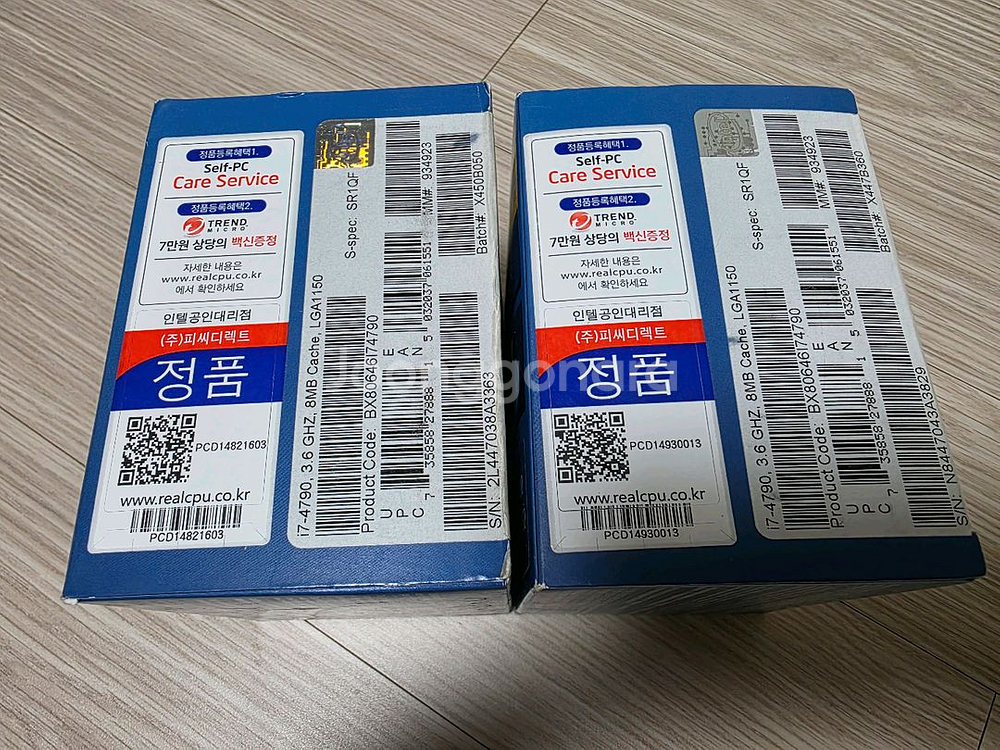 정품등록혜택1.
Self-PC
Care Service
정품등록혜택2.
TREND
MICRO
7만원 상당의 백신증정
자세한 내용은
www.realcpu.co.kr
에서 확인하세요
인텔공인대리점
(주)피씨디렉트
정품
PCD14821603
www.realcpu.co.kr
PCD14821603
i7-4790, 3.6 GHZ, 8MB Cache, LGA1150
S-spec: SR1QF
Product Code: BX80646I74790
UPC
EAN
7 35858 27888 1
5 032037 061551
MM#: 934923
S/N: 2L447038A3363
Batch#: X450B050
정품등록혜택1.
Self-PC
Care Service
정품등록혜택2.
TREND
MICRO
7만원 상당의 백신증정
자세한 내용은
www.realcpu.co.kr
에서 확인하세요
인텔공인대리점
(주)피씨디렉트
정품
PCD14930013
www.realcpu.co.kr
PCD14930013
i7-4790, 3.6 GHZ, 8MB Cache, LGA1150
S-spec: SR1QF
Product Code: BX80646I74790
UPC
EAN
7 35858 27888 1
5 032037 061551
MM#: 934923
S/N: N8447043A3829
Batch#: X447B360
Joonggonara